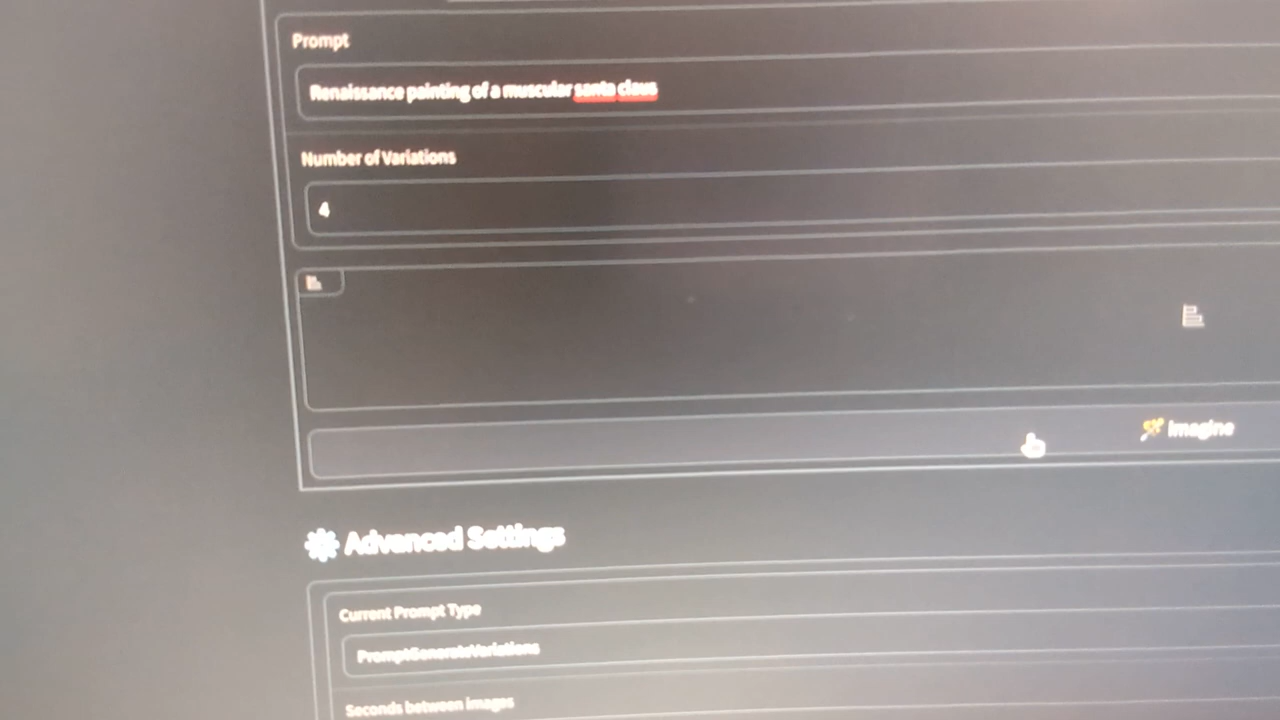 Prompt
Renaissance painting of a muscular santa claus
Number of Variations
4
Imagine
Advanced Settings
Current Prompt Type
PromptGenerateVariations
Seconds between images